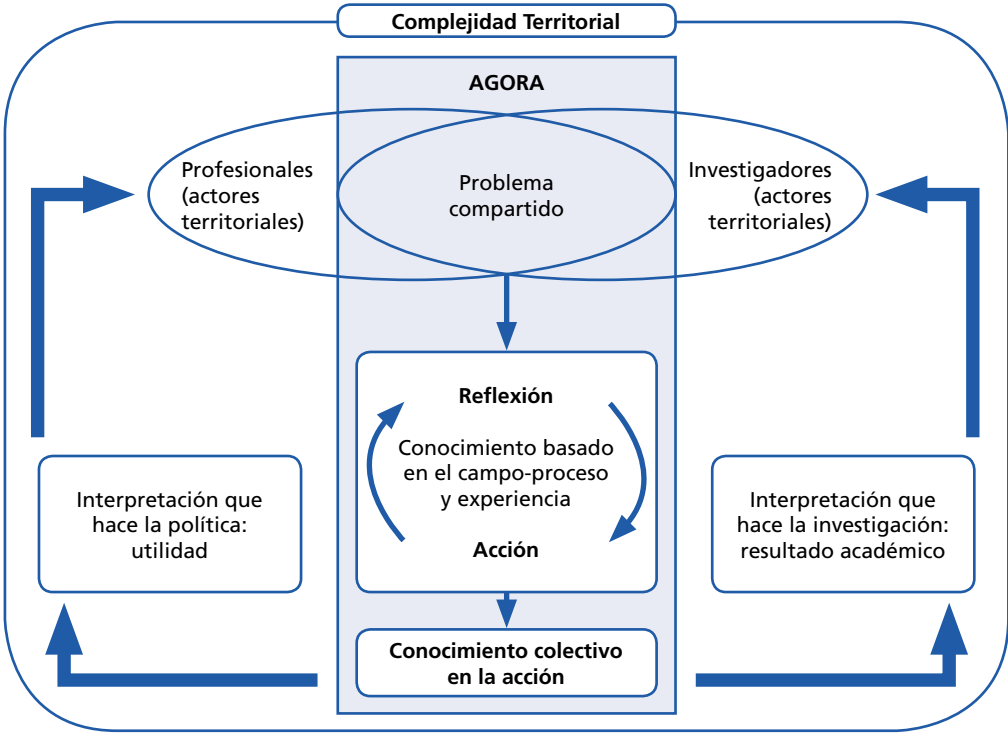 Complejidad Territorial
AGORA
Profesionales
(actores
territoriales)
Problema
compartido
Investigadores
(actores
territoriales)
Reflexión
Conocimiento basado
en el campo-proceso
y experiencia
Acción
Interpretación que
hace la política:
utilidad
Interpretación que
hace la investigación:
resultado académico
Conocimiento colectivo
en la acción